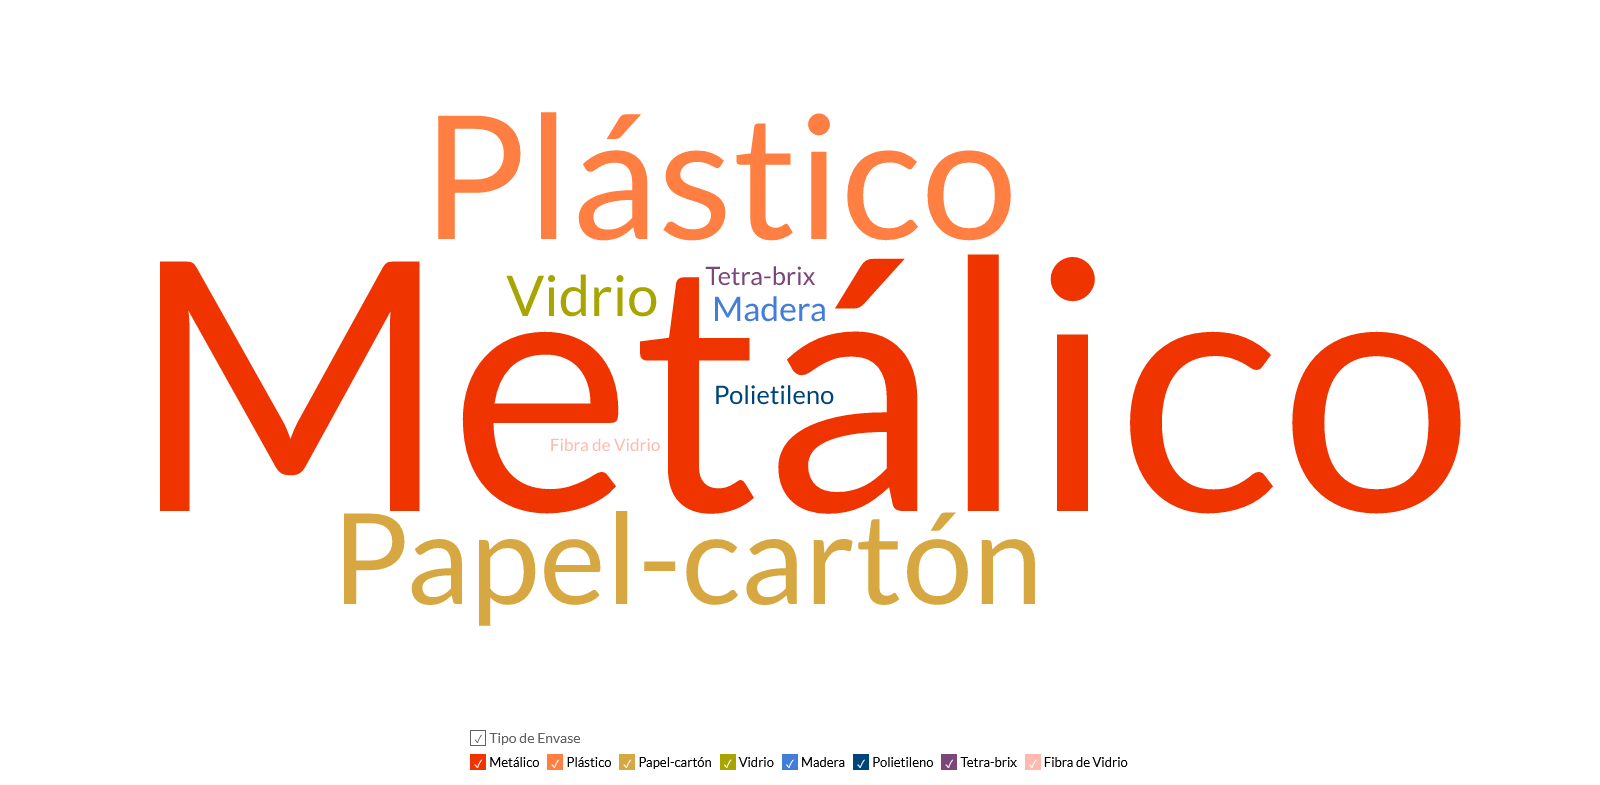 Plástico
Metálico
Vidrio
Tetra-brix
Madera
Polietileno
Fibra de Vidrio
Papel-cartón
Tipo de Envase
Metálico Plástico Papel-cartón Vidrio Madera Polietileno Tetra-brix Fibra de Vidrio